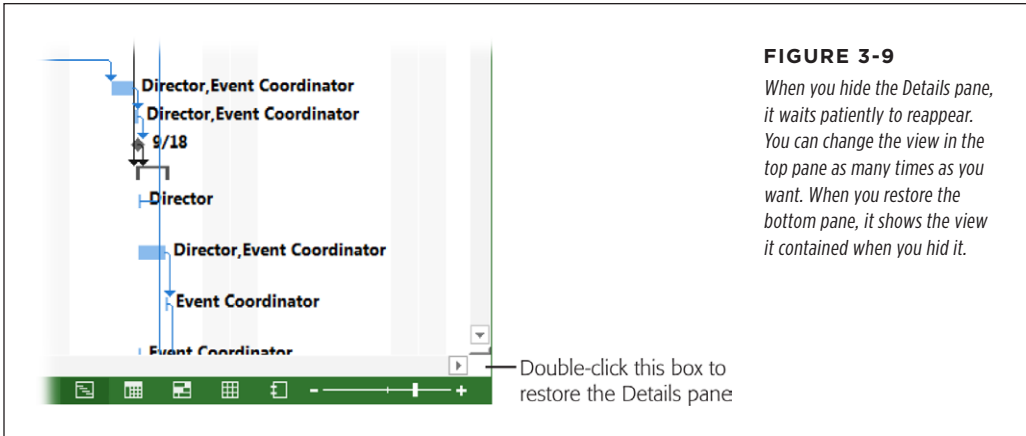 Director,Event Coordinator
Director,Event Coordinator
9/18
Director
Director,Event Coordinator
Event Coordinator
Event Coordinator
Double-click this box to
restore the Details pane
FIGURE 3-9
When you hide the Details pane,
it waits patiently to reappear.
You can change the view in the
top pane as many times as you
want. When you restore the
bottom pane, it shows the view
it contained when you hid it.